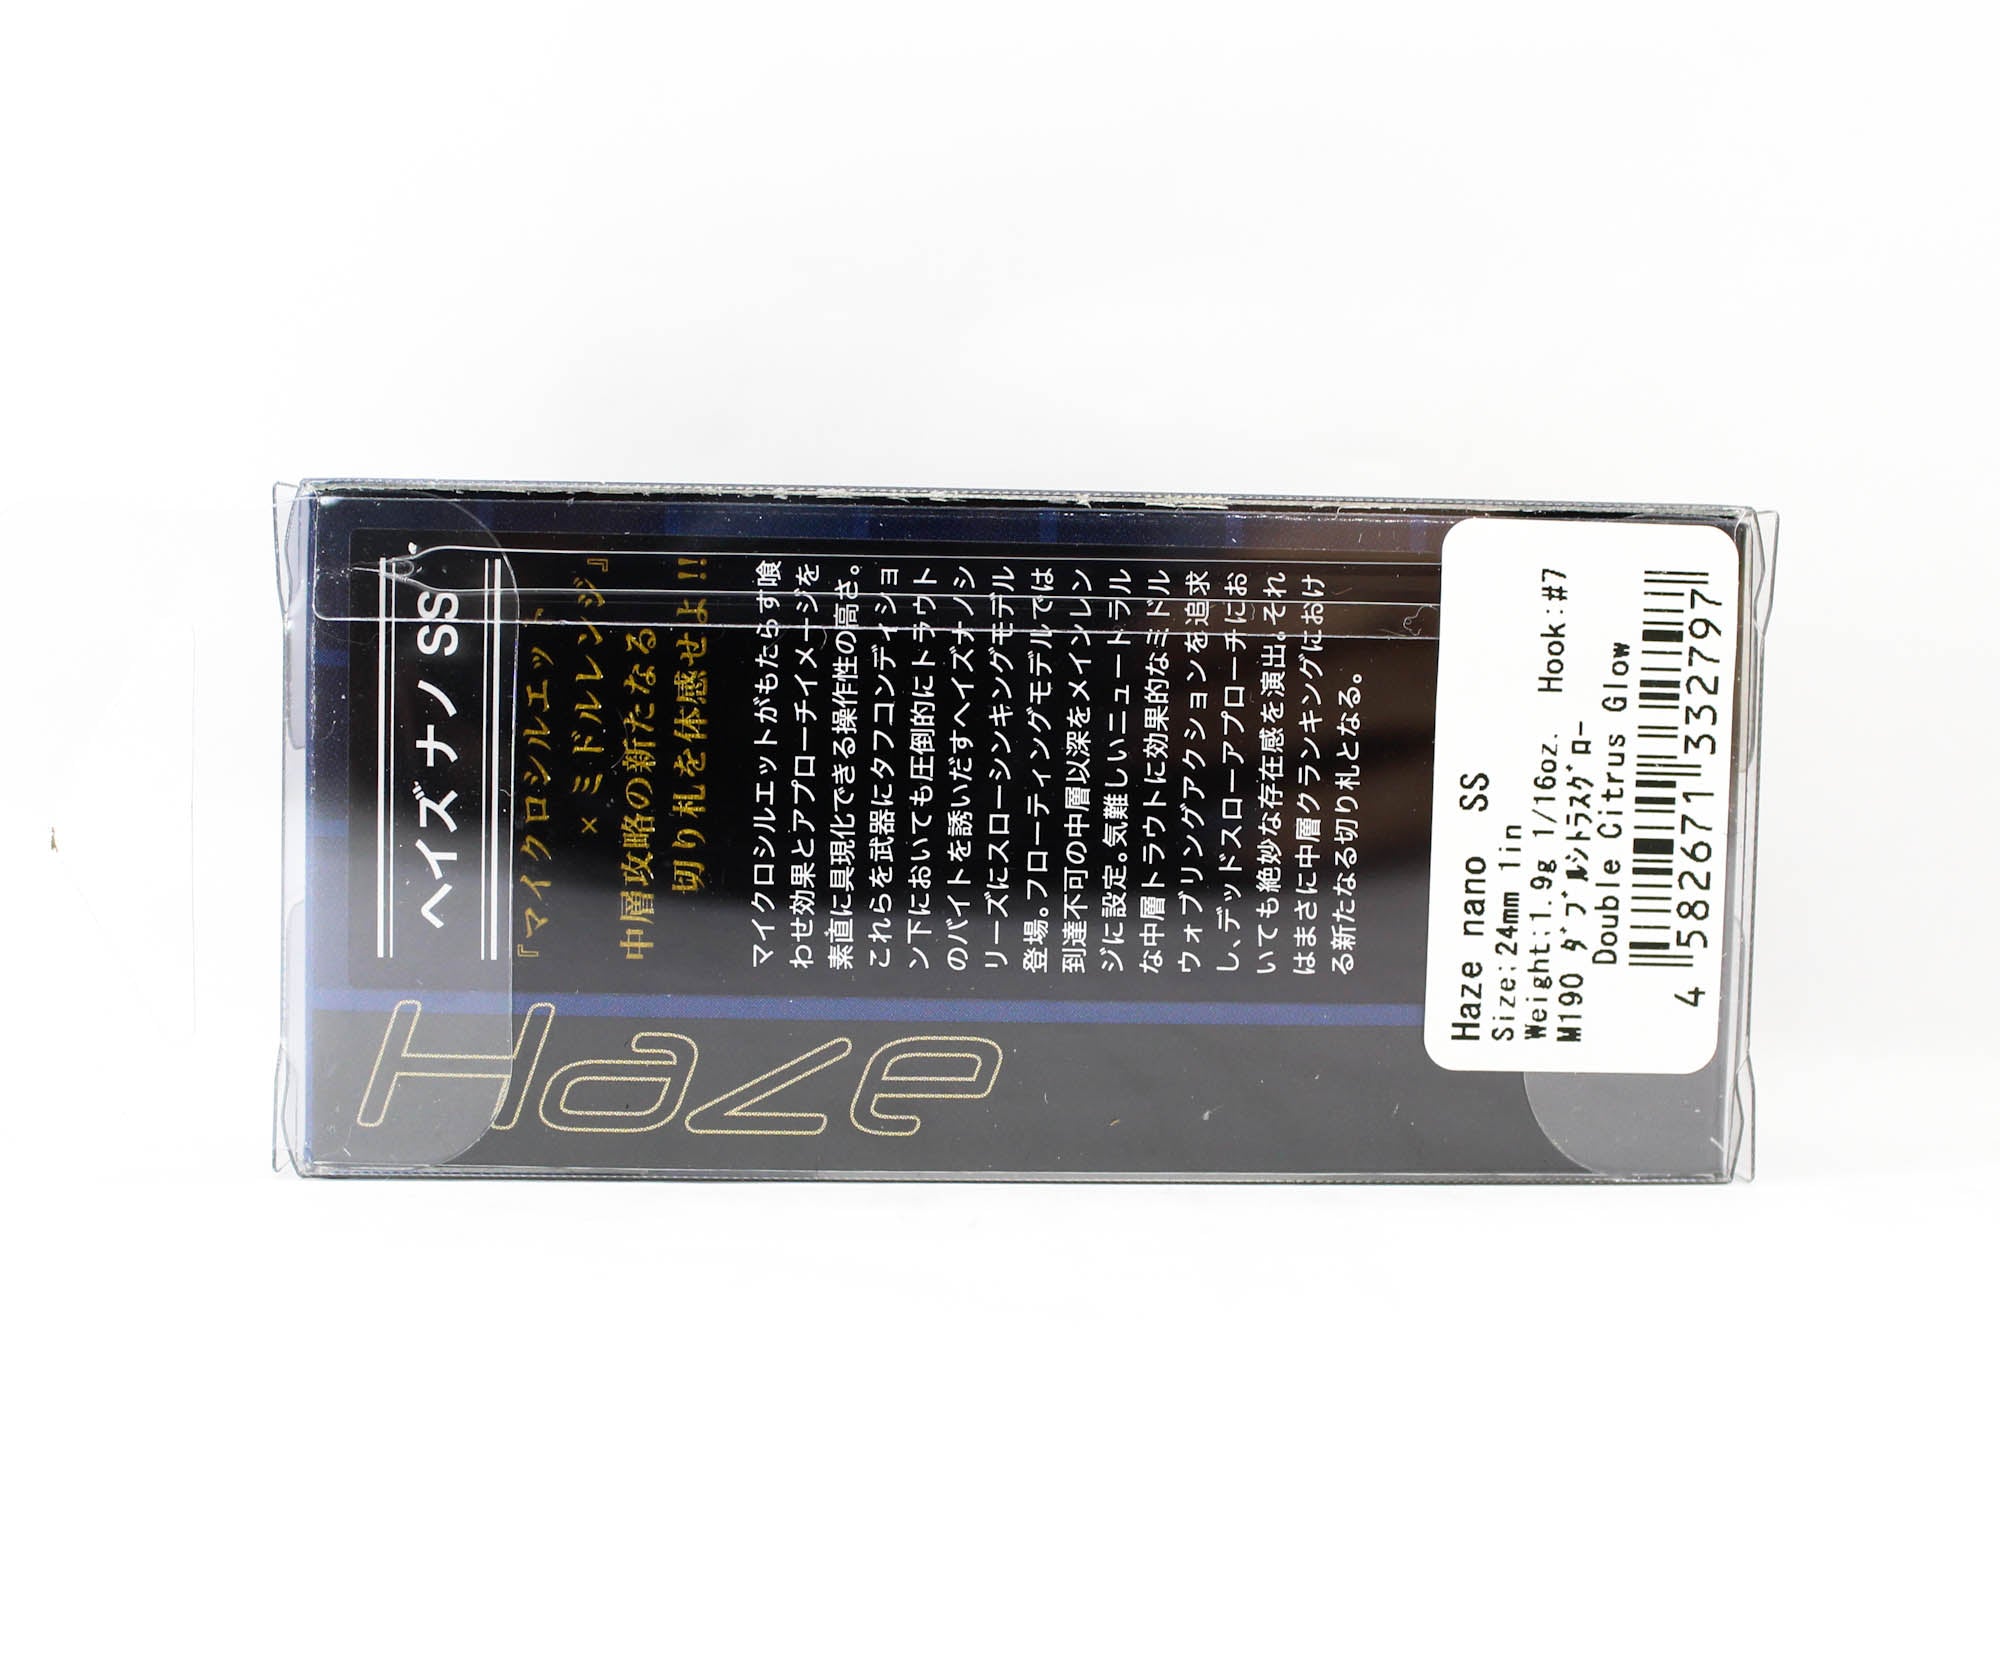 ヘイズナノ SS
『マイクロシルエット』
×
ミドルレンジ』
中層攻略の新たなる
切り札を体感せよ!!
マイクロシルエットがもたらす喰
わせ効果とアプローチイメージを
素直に具現化できる操作性の高さ。
これらを武器にタフコンディショ
ン下においても圧倒的にトラウト
のバイトを誘いだすヘイズナノシ
リーズにスローシンキングモデル
登場。フローティングモデルでは
到達不可の中層以深をメインレン
ジに設定。気難しいニュートラル
な中層トラウトに効果的なミドル
ウォブリングアクションを追求
し、デッドスローアプローチにお
いても絶妙な存在感を演出。それ
はまさに中層クランキングにおけ
る新たなる切り札となる。
Haze
Haze nano SS
Size:24mm 1in
Weight:1.9g 1/16oz. Hook:#7
M190 ﾀﾞﾌﾞﾙｼﾄﾗｽｸﾞﾛｰ
Double Citrus Glow
4 582671 332797